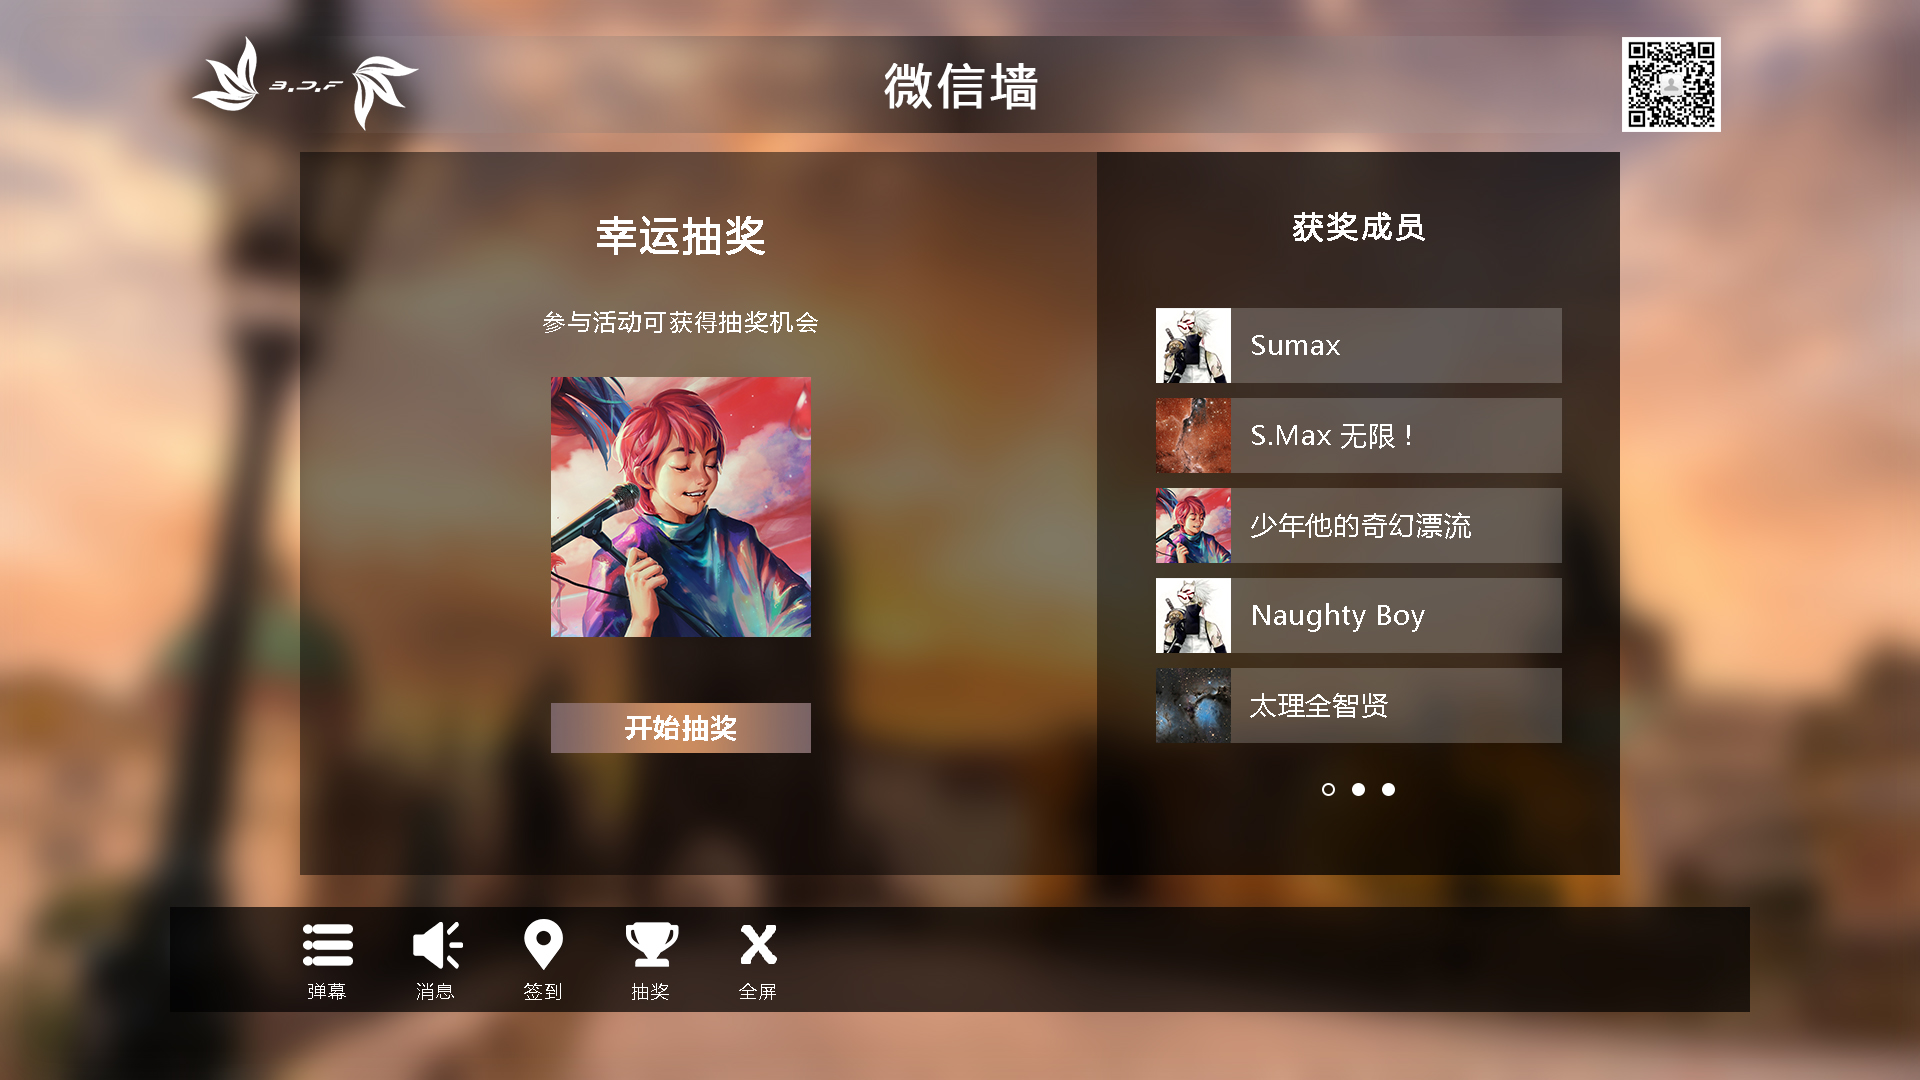 微信墙
幸运抽奖
参与活动可获得抽奖机会
开始抽奖
获奖成员
Sumax
S.Max 无限！
少年他的奇幻漂流
Naughty Boy
太理全智贤
弹幕
消息
签到
抽奖
全屏